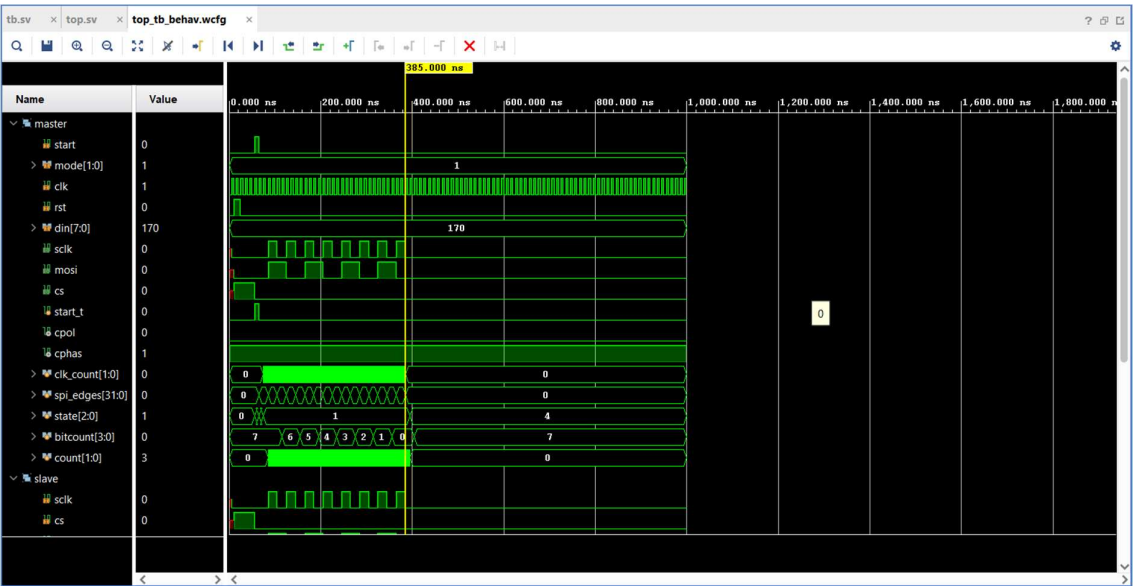 tb.sv × top.sv × top_tb_behav.wcfg ×
385.000 ns
Name Value 0.000 ns 200.000 ns 400.000 ns 600.000 ns 800.000 ns 1,000.000 ns 1,200.000 ns 1,400.000 ns 1,600.000 ns 1,800.000 n
master
start 0
mode[1:0] 1 1
clk 1
rst 0
din[7:0] 170 170
sclk 0
mosi 0
cs 0
start_t 0 0
cpol 0
cphas 1
clk_count[1:0] 0 0 0
spi_edges[31:0] 0 0 0
state[2:0] 1 0 1 4
bitcount[3:0] 0 7 6 5 4 3 2 1 0 7
count[1:0] 3 0 0
slave
sclk 0
cs 0